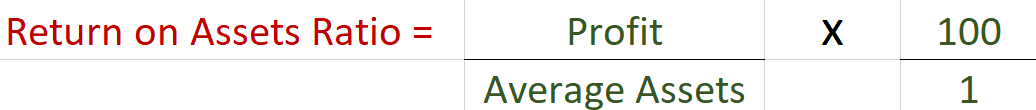 Return on Assets Ratio = Profit X 100
Average Assets 1